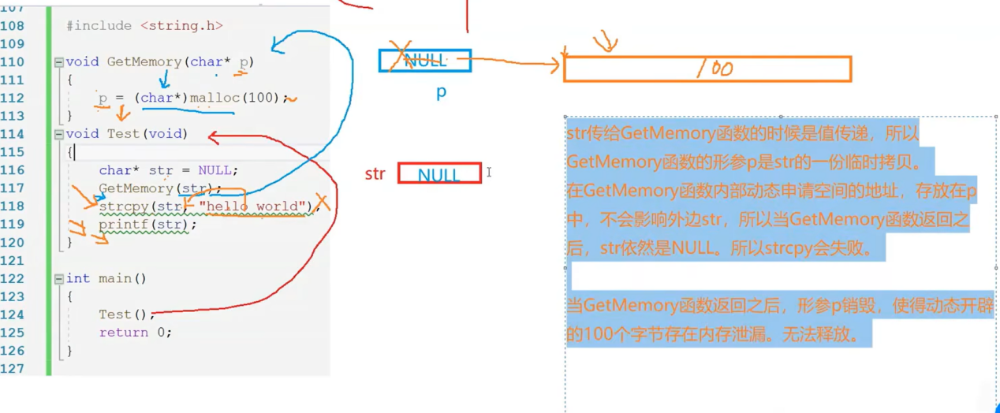 107
108 #include <string.h>
109
110 void GetMemory(char* p)
111 {
112 p = (char*)malloc(100);
113 }
114 void Test(void)
115 {
116 char* str = NULL;
117 GetMemory(str);
118 strcpy(str, "hello world");
119 printf(str);
120 }
121
122 int main()
123 {
124 Test();
125 return 0;
126 }
127
NULL
p
100
str
NULL
str传给GetMemory函数的时候是值传递，所以
GetMemory函数的形参p是str的一份临时拷贝。
在GetMemory函数内部动态申请空间的地址，存放在p
中，不会影响外边str，所以当GetMemory函数返回之
后，str依然是NULL。所以strcpy会失败。
当GetMemory函数返回之后，形参p销毁，使得动态开辟
的100个字节存在内存泄漏。无法释放。